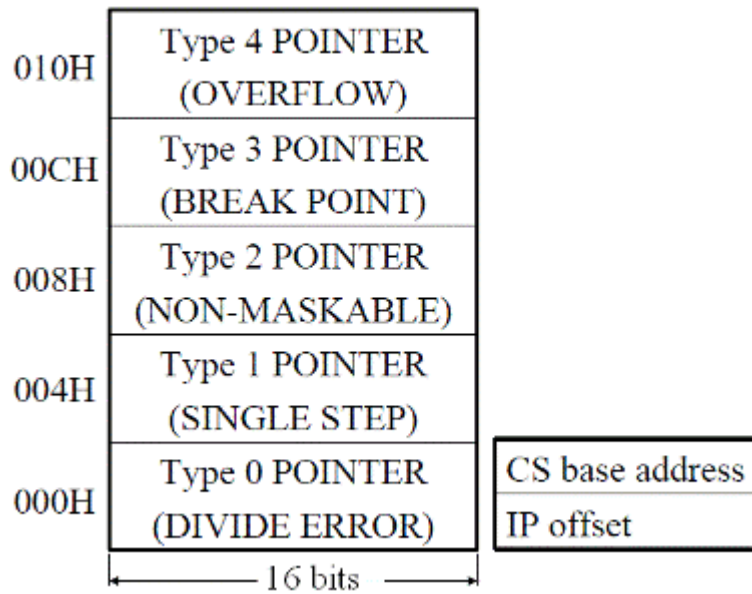 010H
Type 4 POINTER
(OVERFLOW)
00CH
Type 3 POINTER
(BREAK POINT)
008H
Type 2 POINTER
(NON-MASKABLE)
004H
Type 1 POINTER
(SINGLE STEP)
000H
Type 0 POINTER
(DIVIDE ERROR)
CS base address
IP offset
16 bits